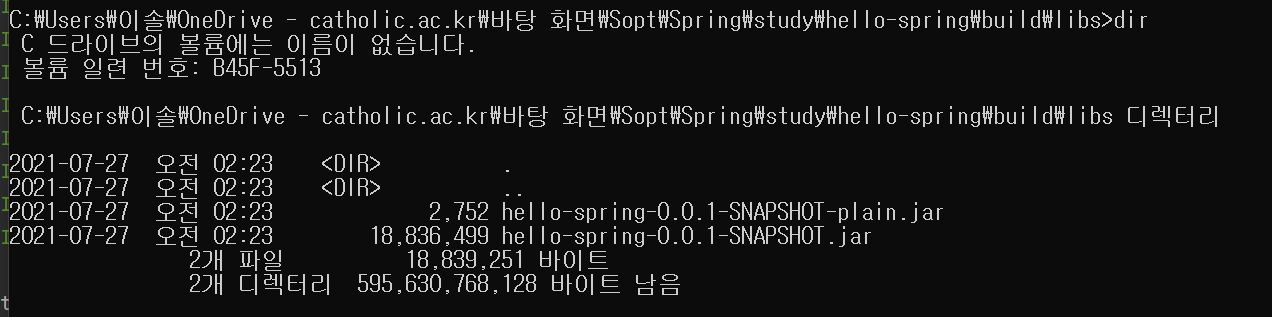 C:₩Users₩이솔₩OneDrive - catholic.ac.kr₩바탕 화면₩Sopt₩Spring₩study₩hello-spring₩build₩libs>dir
C 드라이브의 볼륨에는 이름이 없습니다.
볼륨 일련 번호: B45F-5513
C:₩Users₩이솔₩OneDrive - catholic.ac.kr₩바탕 화면₩Sopt₩Spring₩study₩hello-spring₩build₩libs 디렉터리
2021-07-27 오전 02:23 <DIR> .
2021-07-27 오전 02:23 <DIR> ..
2021-07-27 오전 02:23 2,752 hello-spring-0.0.1-SNAPSHOT-plain.jar
2021-07-27 오전 02:23 18,836,499 hello-spring-0.0.1-SNAPSHOT.jar
2개 파일 18,839,251 바이트
2개 디렉터리 595,630,768,128 바이트 남음